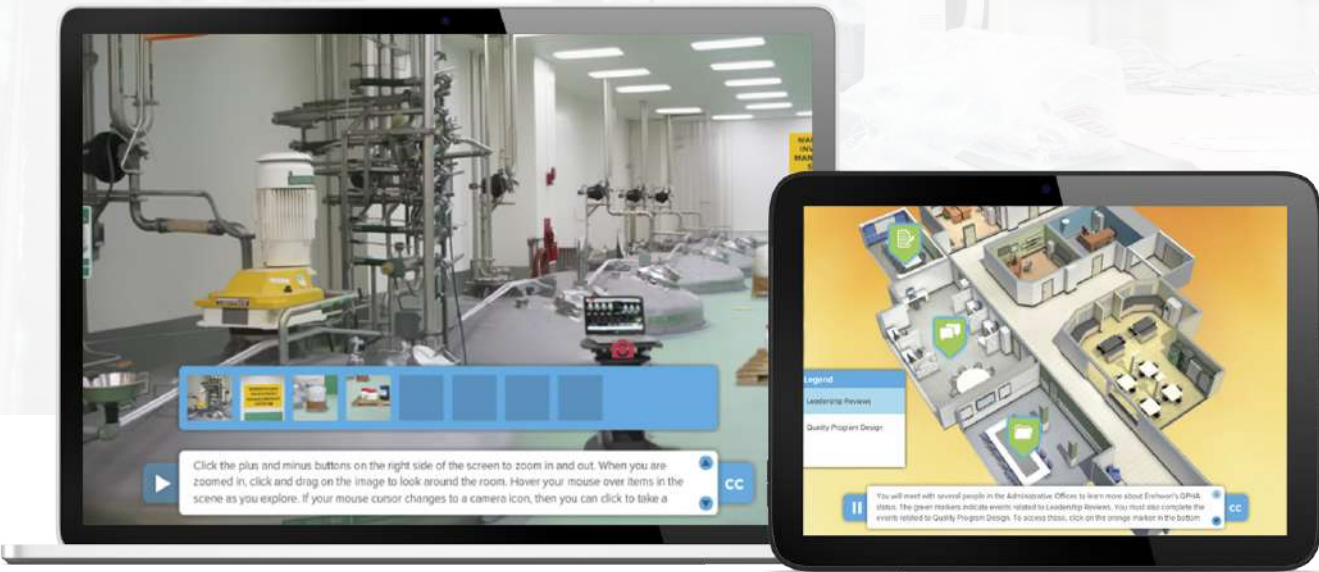 Click the plus and minus buttons on the right side of the screen to zoom in and out. When you are
zoomed in, click and drag on the image to look around the room. Hover your mouse over items in the
scene as you explore. If your mouse cursor changes to a camera icon, then you can click to take a
CC
Legend
Leadership Reviews
Quality Program Design
You will meet with several people in the Administrative Offices to learn more about Erehwon's GPHA
status. The green markers indicate events related to Leadership Reviews. You must also complete the
events related to Quality Program Design. To access those, click on the orange marker in the bottom
CC